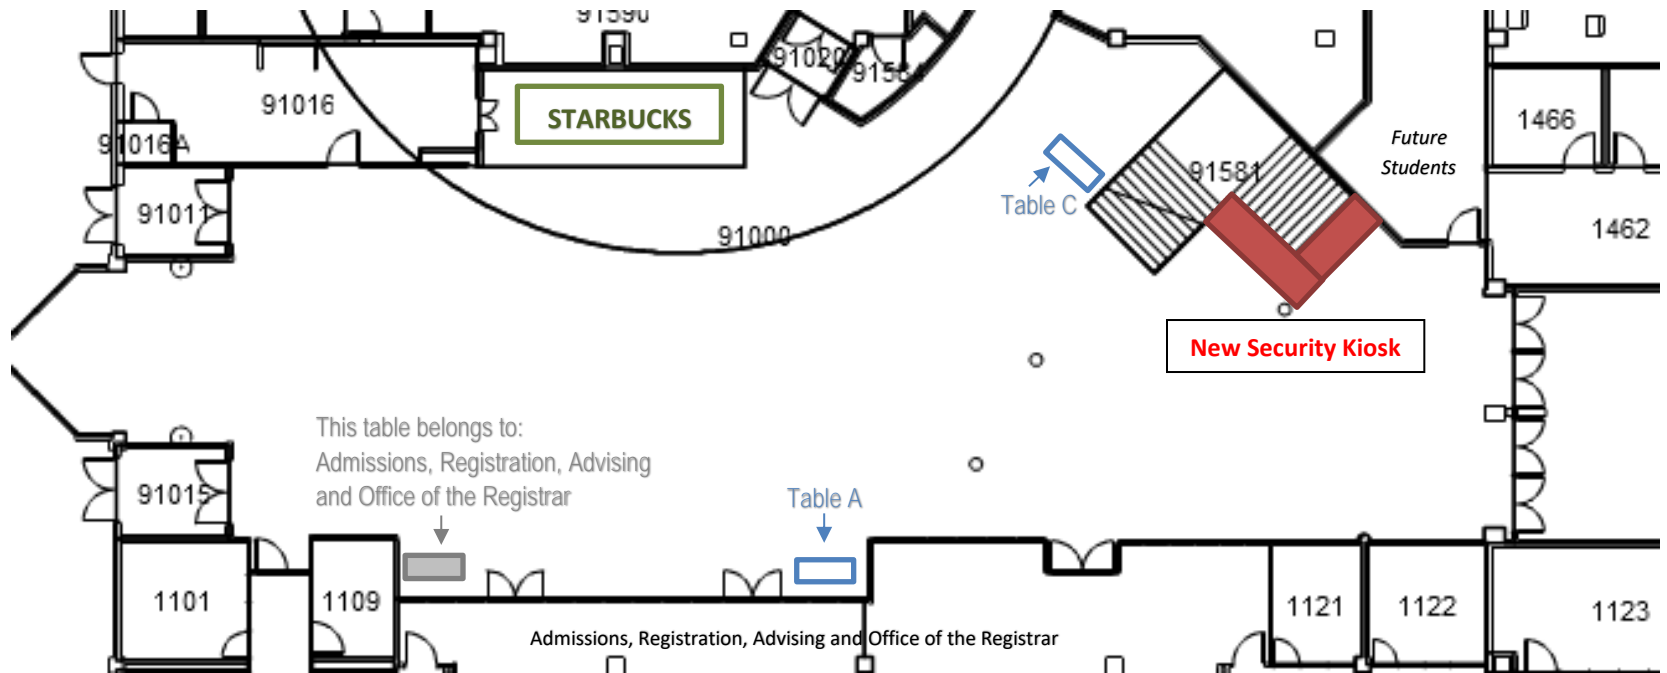 91590
91020
91584
91016
STARBUCKS
91016A
1466
Future
Students
91581
Table C
91011
91000
1462
New Security Kiosk
This table belongs to:
Admissions, Registration, Advising
and Office of the Registrar
91015
Table A
1101
1109
1121
1122
1123
Admissions, Registration, Advising and Office of the Registrar